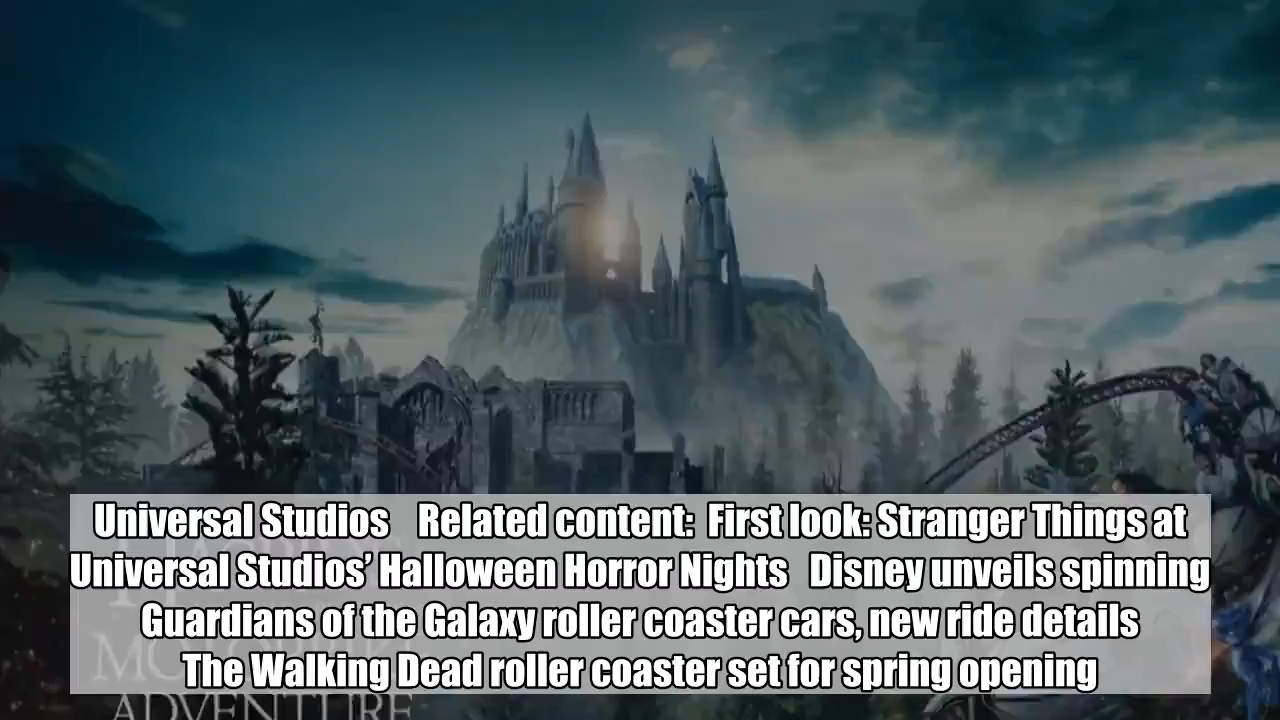 Universal Studios Related content: First look: Stranger Things at
Universal Studios’ Halloween Horror Nights Disney unveils spinning
Guardians of the Galaxy roller coaster cars, new ride details
The Walking Dead roller coaster set for spring opening
ADVENTURE